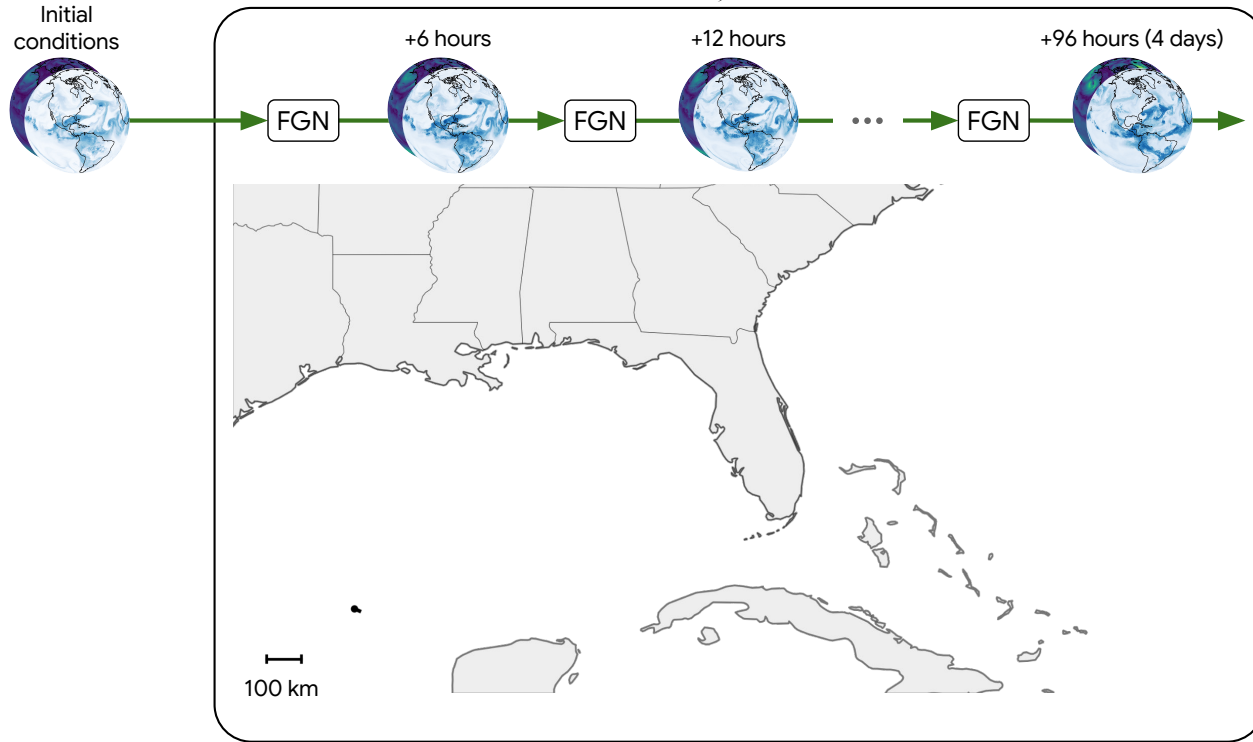 Initial
conditions
+6 hours
+12 hours
+96 hours (4 days)
FGN
FGN
...
FGN
100 km